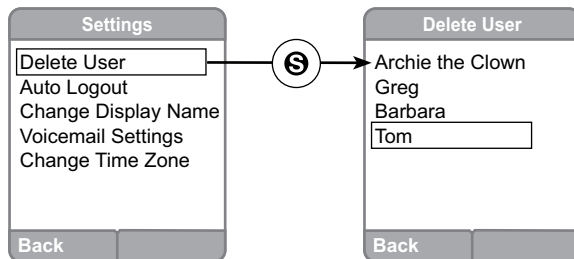 Settings
Delete User
Auto Logout
Change Display Name
Voicemail Settings
Change Time Zone
Back
S
Delete User
Archie the Clown
Greg
Barbara
Tom
Back